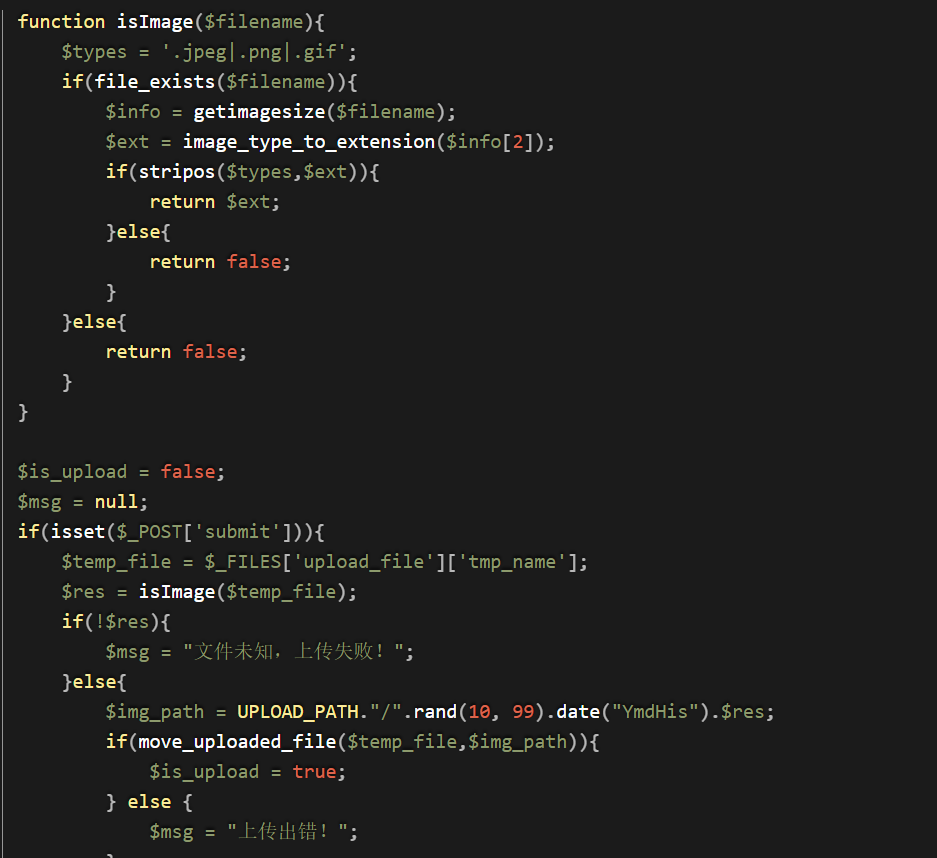 function isImage($filename){
    $types = '.jpeg|.png|.gif';
    if(file_exists($filename)){
        $info = getimagesize($filename);
        $ext = image_type_to_extension($info[2]);
        if(stripos($types,$ext)){
            return $ext;
        }else{
            return false;
        }
    }else{
        return false;
    }
}

$is_upload = false;
$msg = null;
if(isset($_POST['submit'])){
    $temp_file = $_FILES['upload_file']['tmp_name'];
    $res = isImage($temp_file);
    if(!$res){
        $msg = "文件未知，上传失败！";
    }else{
        $img_path = UPLOAD_PATH."/".rand(10, 99).date("YmdHis").$res;
        if(move_uploaded_file($temp_file,$img_path)){
            $is_upload = true;
        } else {
            $msg = "上传出错！";